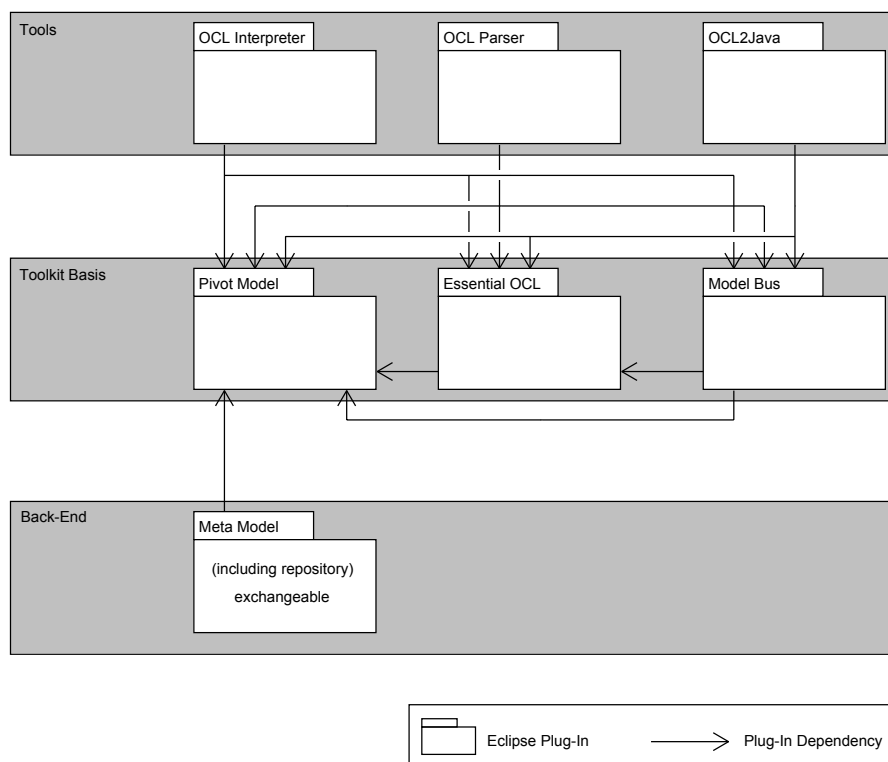 Tools
OCL Interpreter
OCL Parser
OCL2Java
Toolkit Basis
Pivot Model
Essential OCL
Model Bus
Back-End
Meta Model
(including repository)
exchangeable
Eclipse Plug-In
Plug-In Dependency